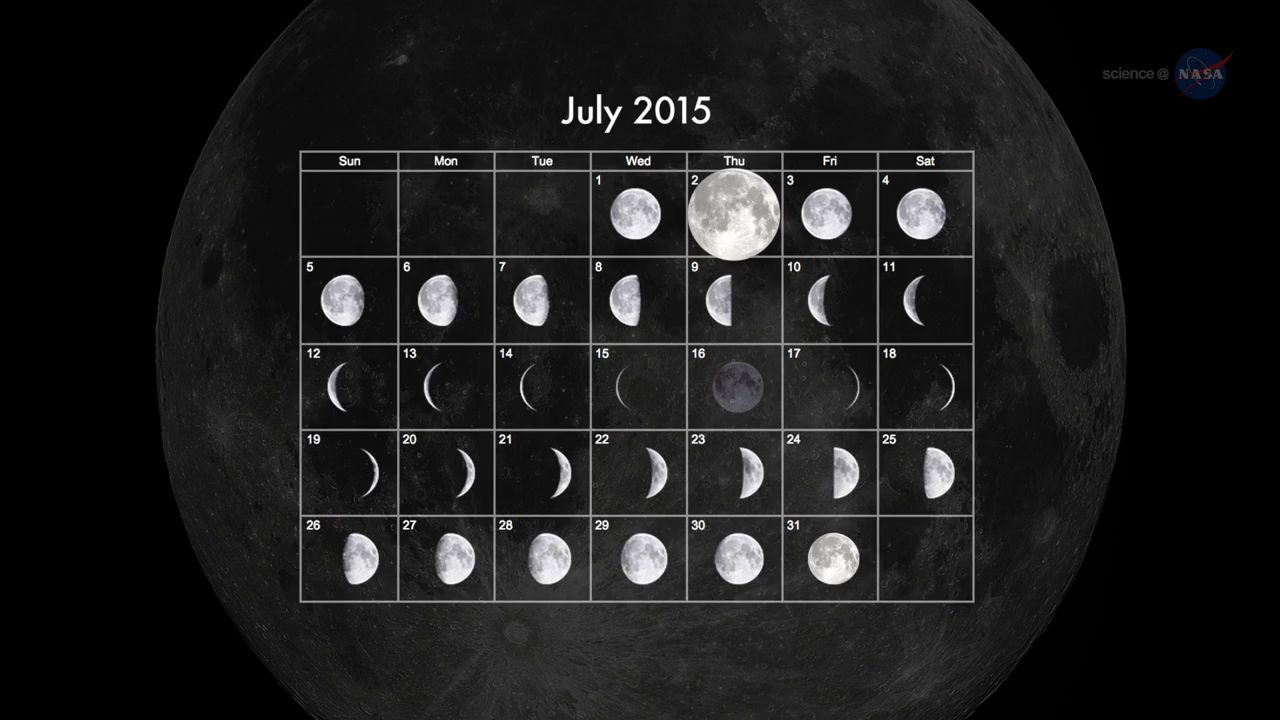 science @ NASA
July 2015
Sun Mon Tue Wed Thu Fri Sat
1 2 3 4
5 6 7 8 9 10 11
12 13 14 15 16 17 18
19 20 21 22 23 24 25
26 27 28 29 30 31